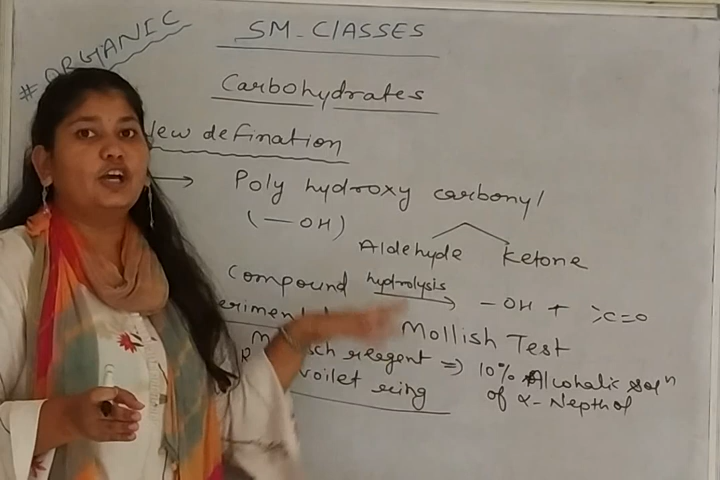 SM-CLASSES
#ORGANIC
Carbohydrates
New defination
→ Poly hydroxy carbonyl
(—OH)
Aldehyde Ketone
Compound hydrolysis → —OH + >C=O
Mollish Test
reagent => 10% Alcoholic solⁿ
of α-Nepthol
voilet ring